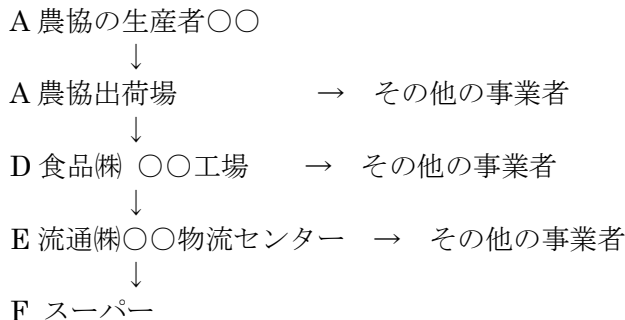 A 農協の生産者○○
↓
A 農協出荷場 → その他の事業者
↓
D 食品㈱ ○○工場 → その他の事業者
↓
E 流通㈱○○物流センター → その他の事業者
↓
F スーパー